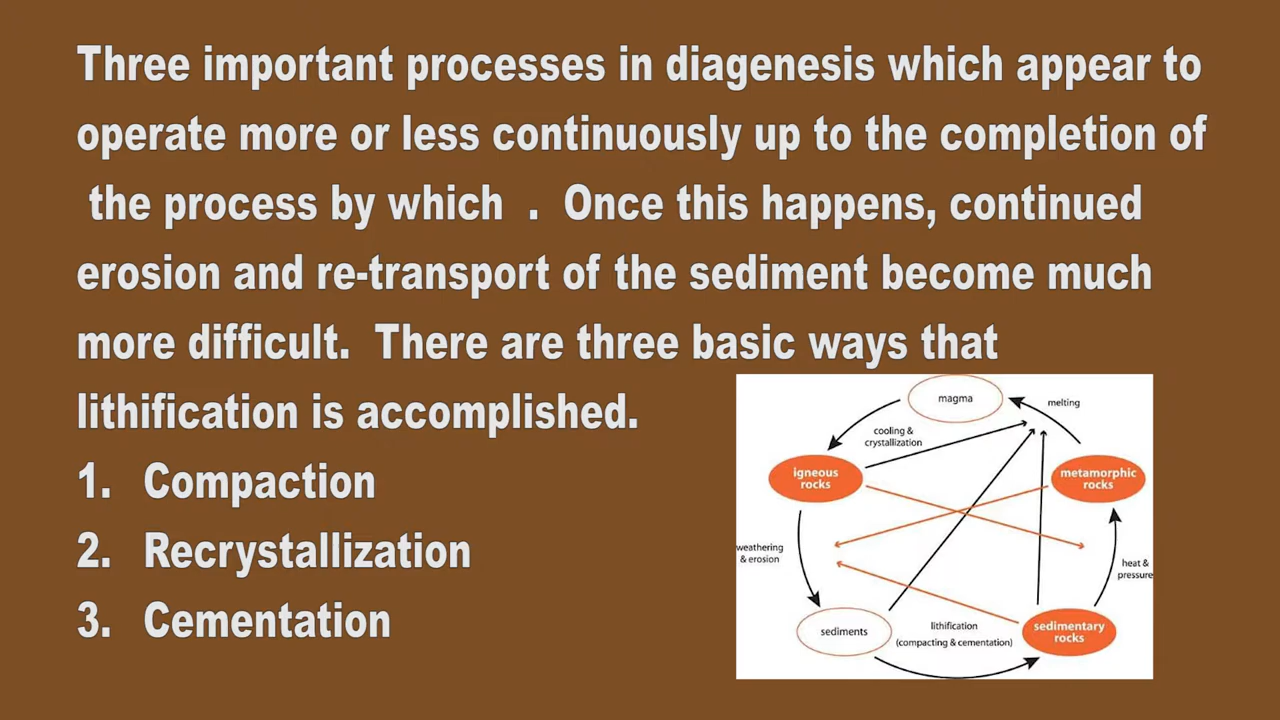 Three important processes in diagenesis which appear to
operate more or less continuously up to the completion of
the process by which . Once this happens, continued
erosion and re-transport of the sediment become much
more difficult. There are three basic ways that
lithification is accomplished.
1. Compaction
2. Recrystallization
3. Cementation
magma
melting
cooling &
crystallization
igneous
rocks
metamorphic
rocks
weathering
& erosion
heat &
pressure
sediments
lithification
(compacting & cementation)
sedimentary
rocks